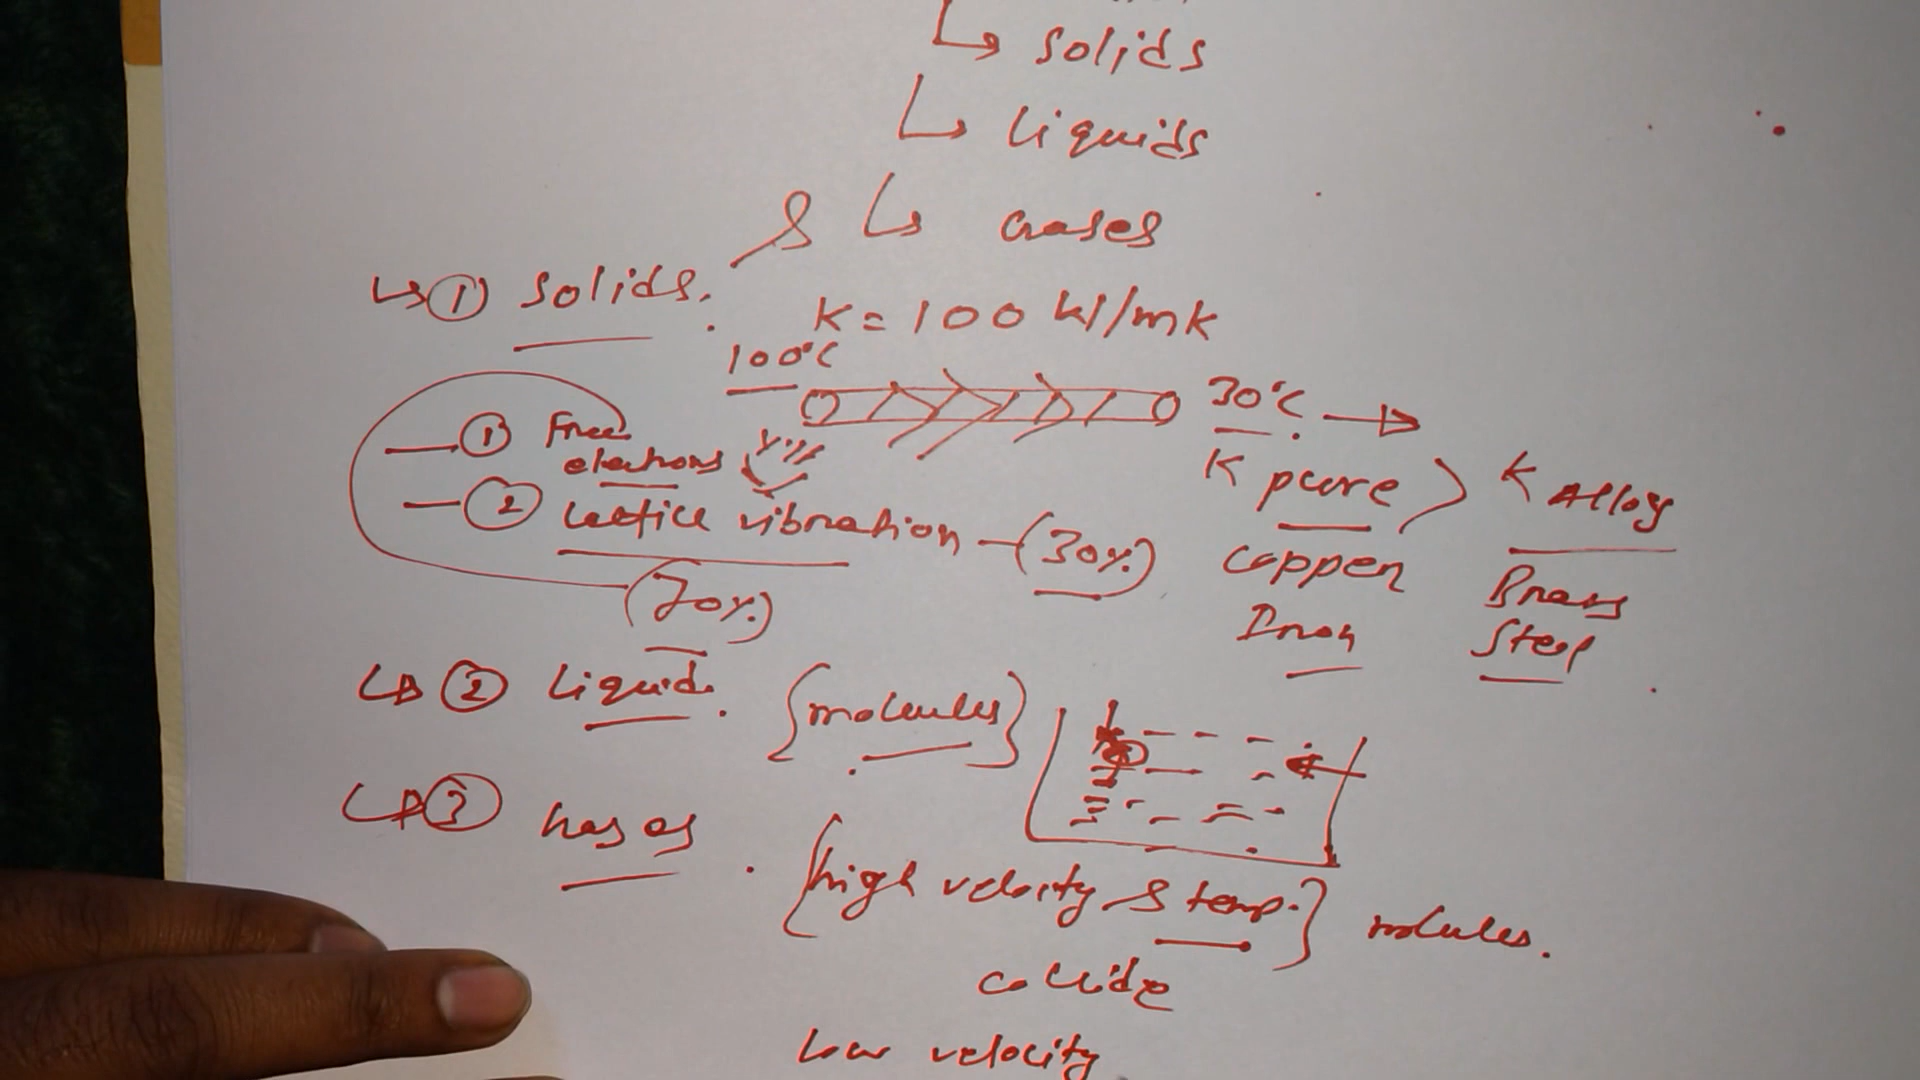 ↳ Solids
↳ liquids
↳ Gases
↳ ① Solids.
K = 100 W/mK
100°C
30°C
① Free electrons
② Lattice vibration - (30%)
(70%)
K pure > K Alloy
Copper Brass
Iron Steel
↳ ② Liquid. {molecules}
↳ ③ Gases. {high velocity & temp.} molecules.
collide
Low velocity